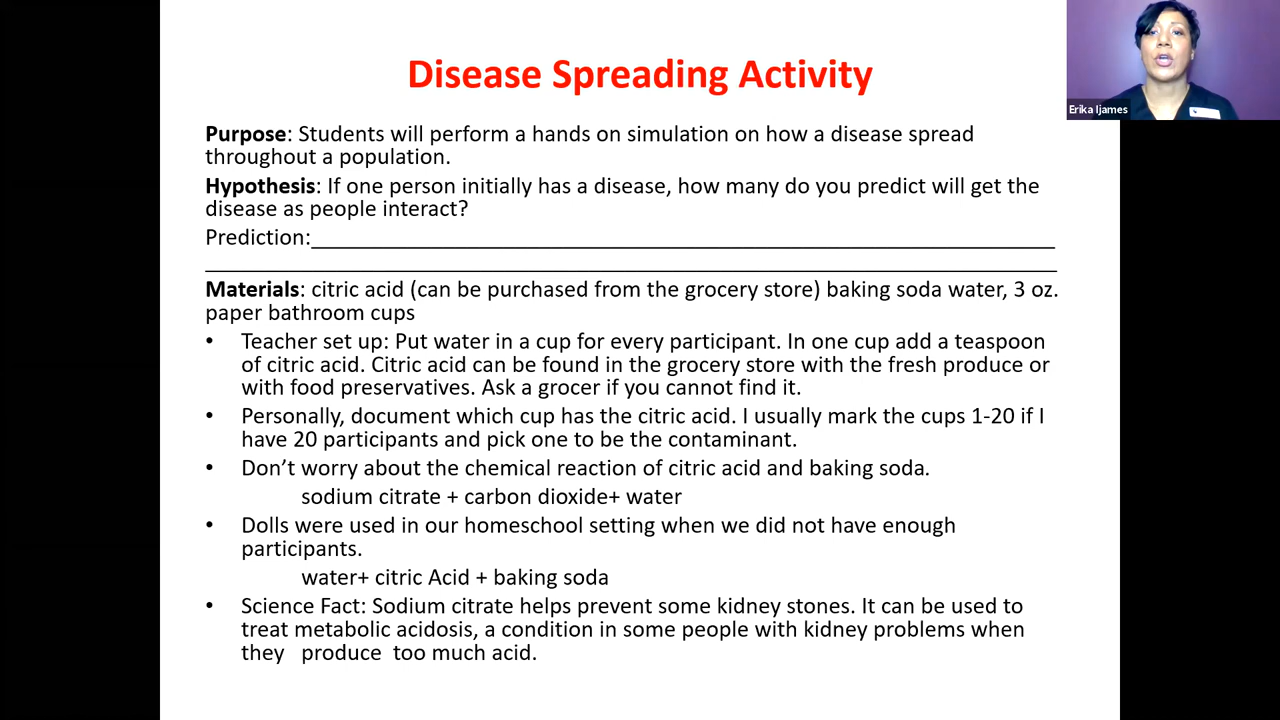 Disease Spreading Activity
Erika Ijames
Purpose: Students will perform a hands on simulation on how a disease spread
throughout a population.
Hypothesis: If one person initially has a disease, how many do you predict will get the
disease as people interact?
Prediction:______________________________________________________________
_______________________________________________________________________
Materials: citric acid (can be purchased from the grocery store) baking soda water, 3 oz.
paper bathroom cups
• Teacher set up: Put water in a cup for every participant. In one cup add a teaspoon
of citric acid. Citric acid can be found in the grocery store with the fresh produce or
with food preservatives. Ask a grocer if you cannot find it.
• Personally, document which cup has the citric acid. I usually mark the cups 1-20 if I
have 20 participants and pick one to be the contaminant.
• Don't worry about the chemical reaction of citric acid and baking soda.
sodium citrate + carbon dioxide+ water
• Dolls were used in our homeschool setting when we did not have enough
participants.
water+ citric Acid + baking soda
• Science Fact: Sodium citrate helps prevent some kidney stones. It can be used to
treat metabolic acidosis, a condition in some people with kidney problems when
they produce too much acid.